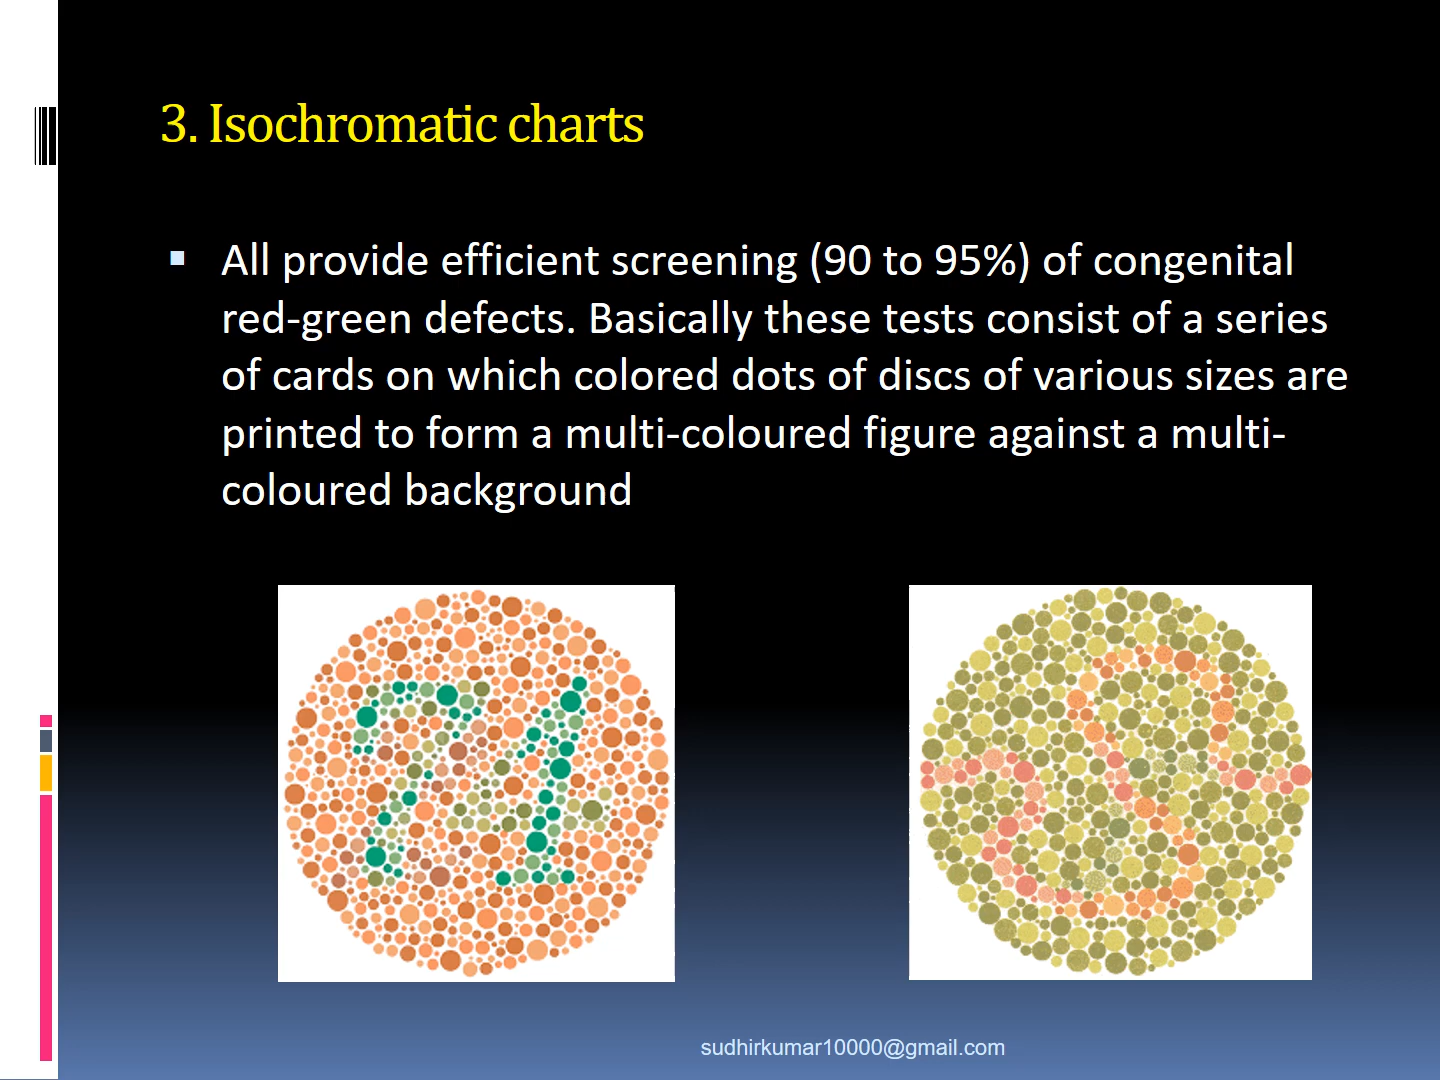 3. Isochromatic charts
▪ All provide efficient screening (90 to 95%) of congenital
red-green defects. Basically these tests consist of a series
of cards on which colored dots of discs of various sizes are
printed to form a multi-coloured figure against a multi-
coloured background
sudhirkumar10000@gmail.com